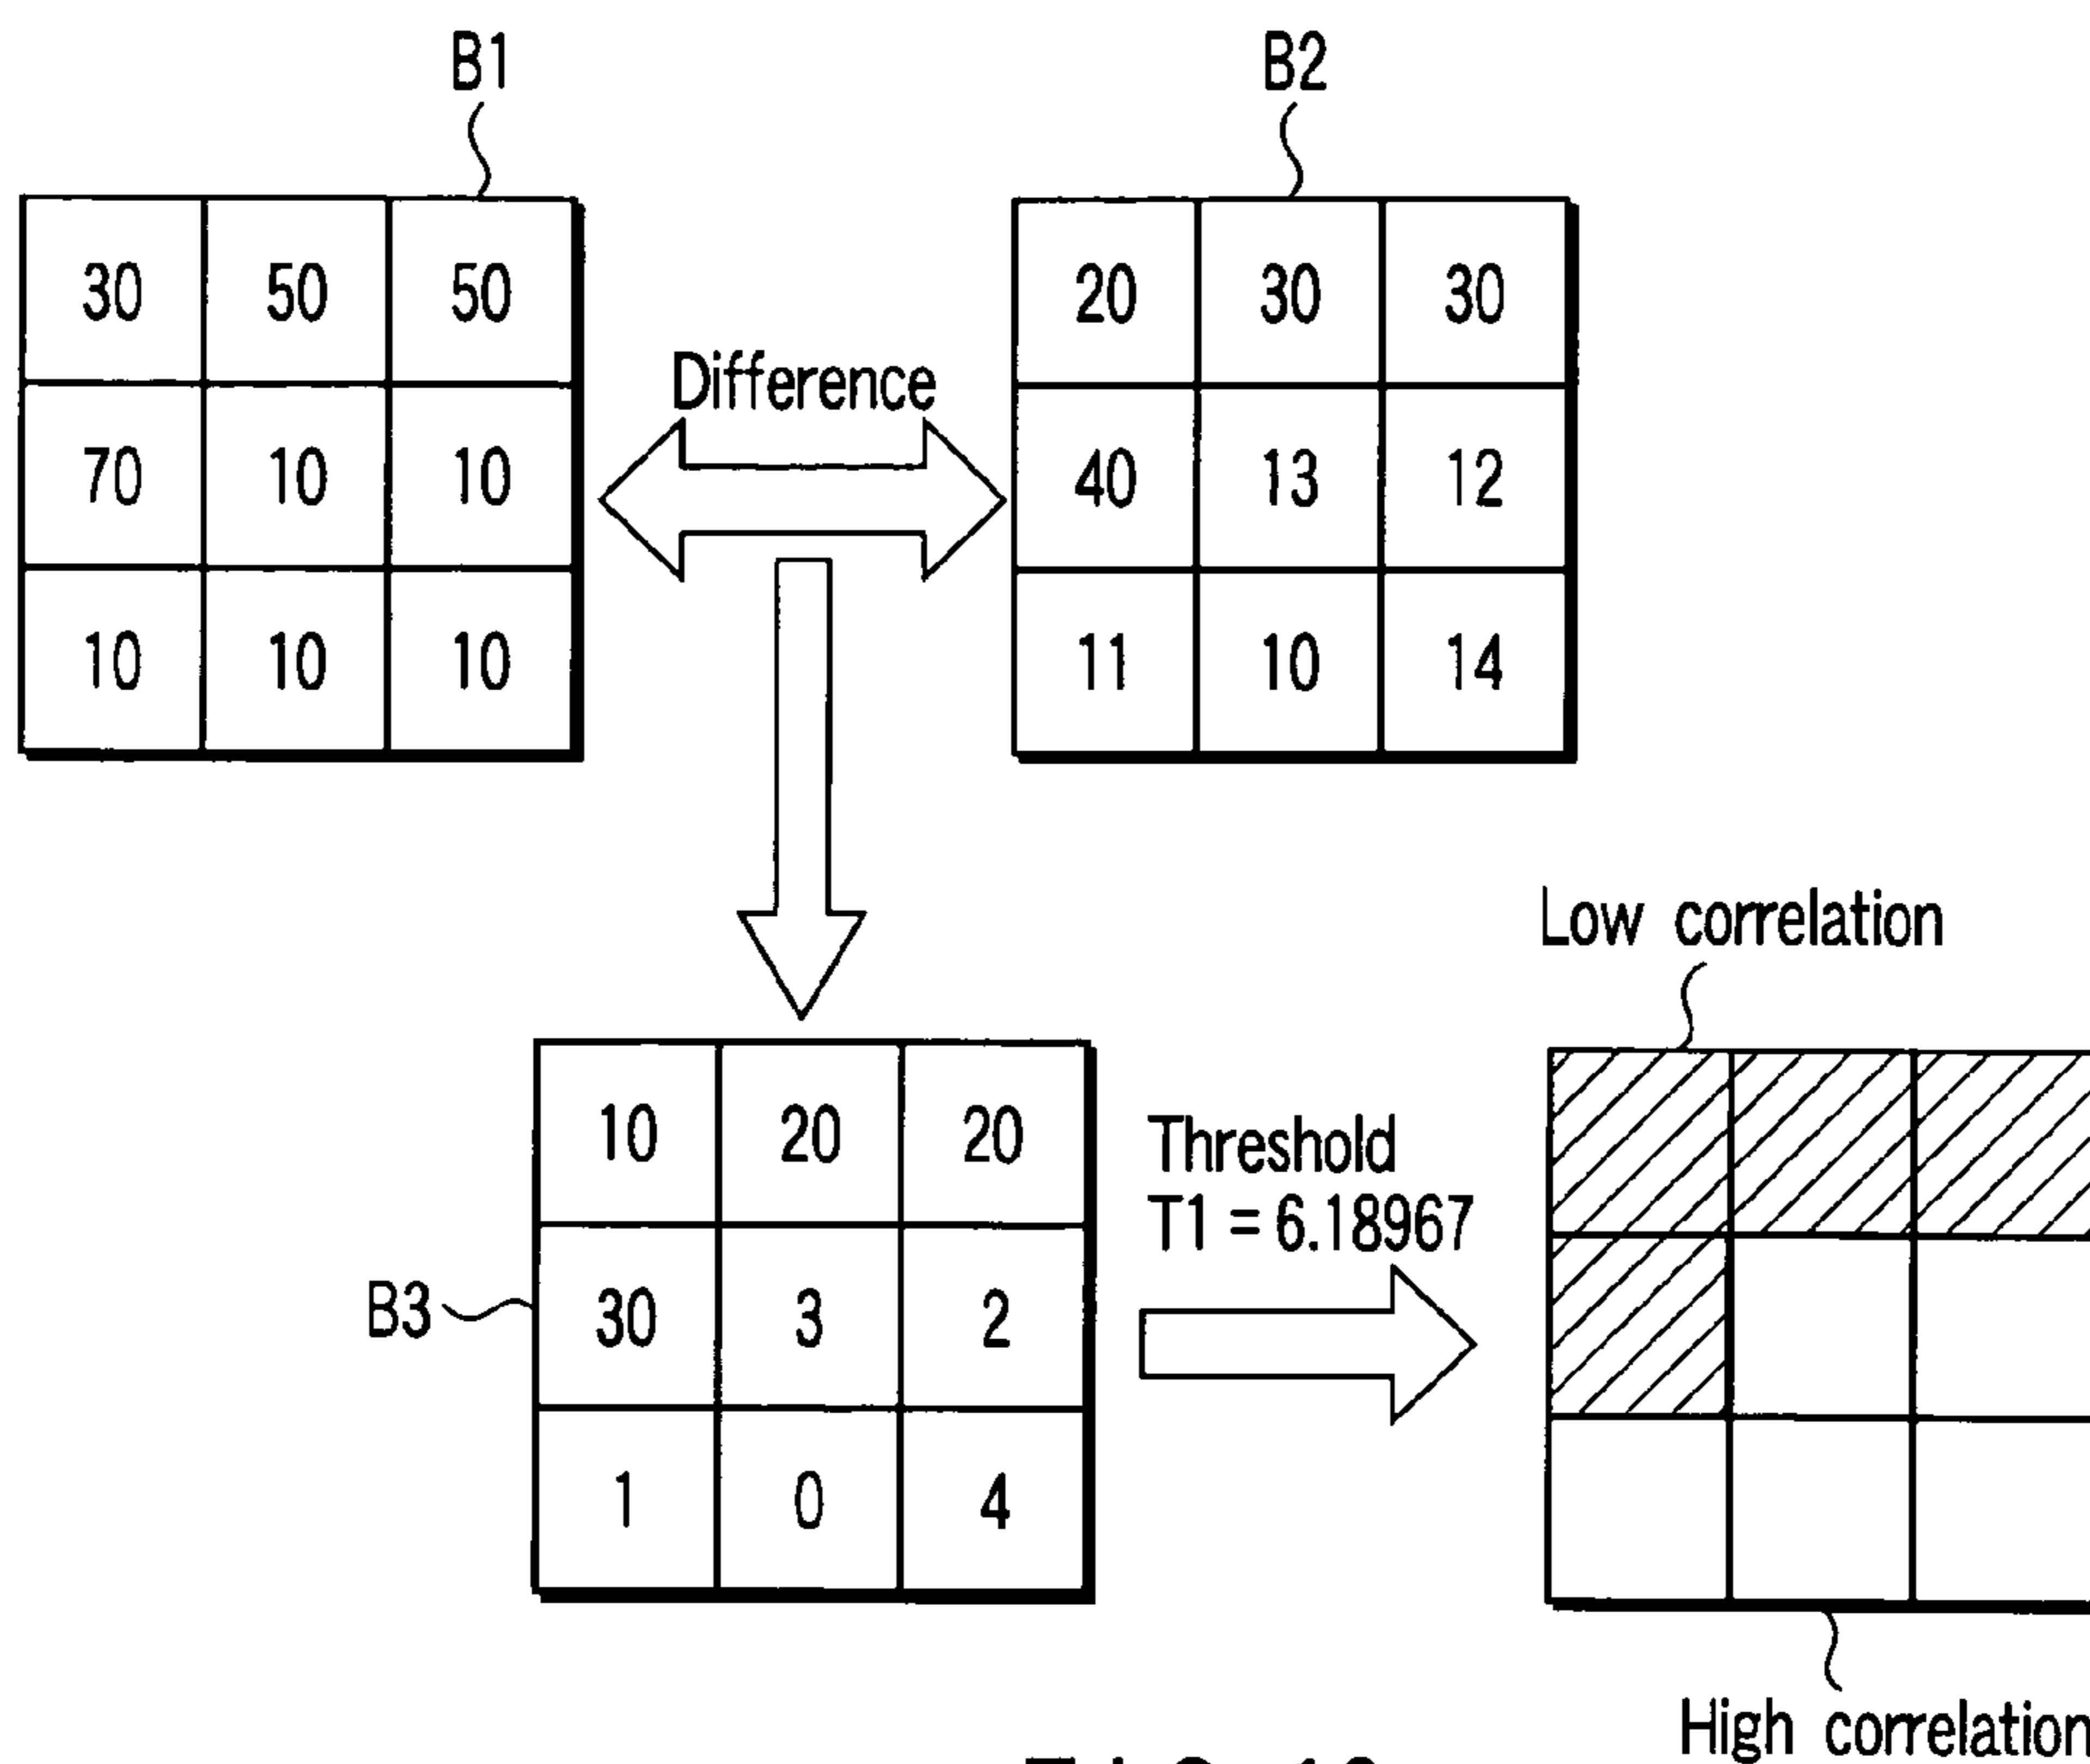 B1
B2
30 50 50
20 30 30
Difference
70 10 10
40 13 12
10 10 10
11 10 14
Low correlation
10 20 20
Threshold
T1 = 6.18967
B3
30 3 2
1 0 4
High correlation